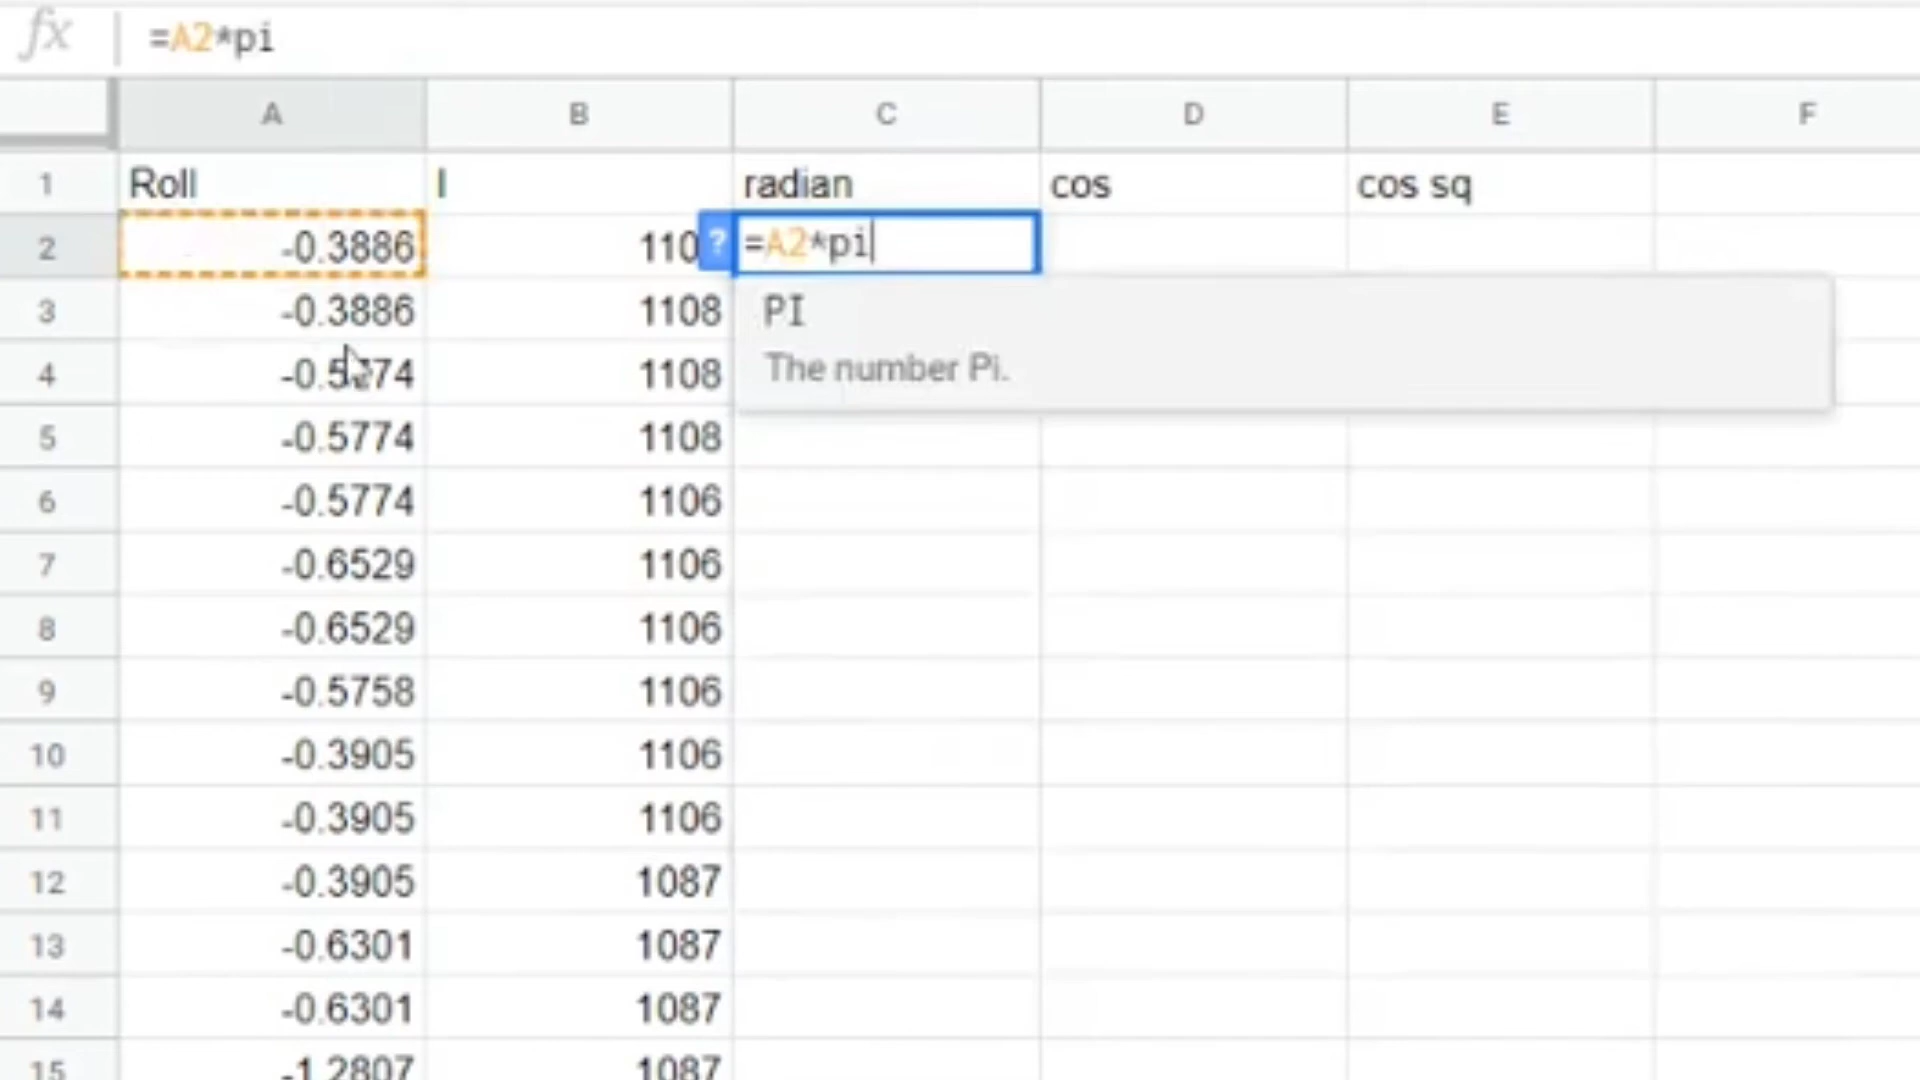 fx =A2*pi
A B C D E F
1 Roll I radian cos cos sq
2 -0.3886 110 ? =A2*pi
3 -0.3886 1108 PI
The number Pi.
4 -0.5774 1108
5 -0.5774 1108
6 -0.5774 1106
7 -0.6529 1106
8 -0.6529 1106
9 -0.5758 1106
10 -0.3905 1106
11 -0.3905 1106
12 -0.3905 1087
13 -0.6301 1087
14 -0.6301 1087
15 -1.2807 1087